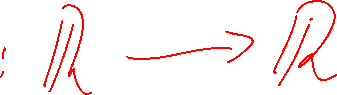 : ℝ → ℝ